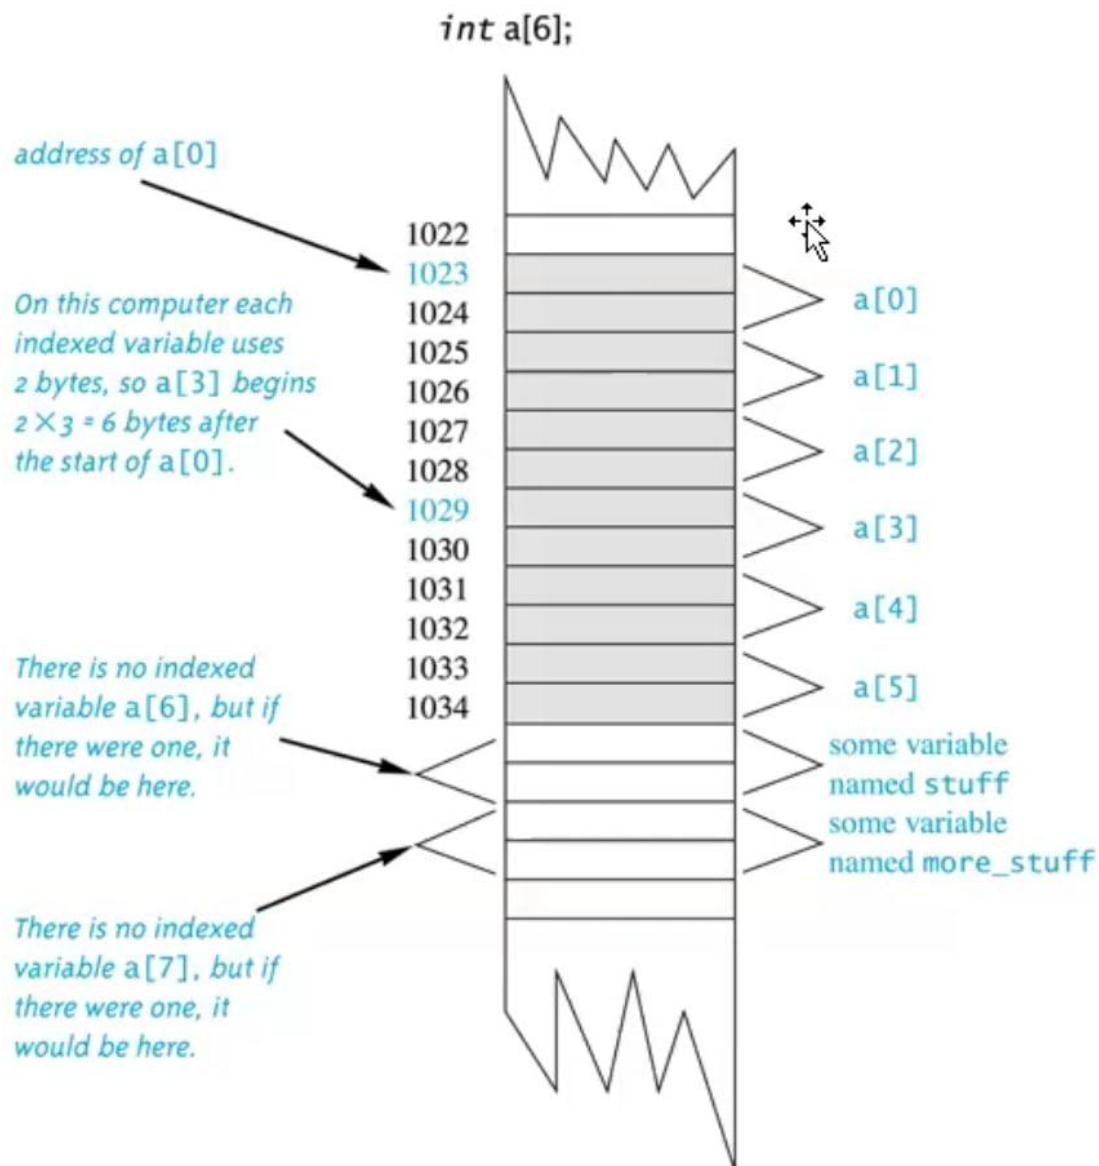 int a[6];
address of a[0]
1022
1023
1024
1025
1026
1027
1028
1029
1030
1031
1032
1033
1034
On this computer each
indexed variable uses
2 bytes, so a[3] begins
2 × 3 = 6 bytes after
the start of a[0].
There is no indexed
variable a[6], but if
there were one, it
would be here.
There is no indexed
variable a[7], but if
there were one, it
would be here.
a[0]
a[1]
a[2]
a[3]
a[4]
a[5]
some variable
named stuff
some variable
named more_stuff